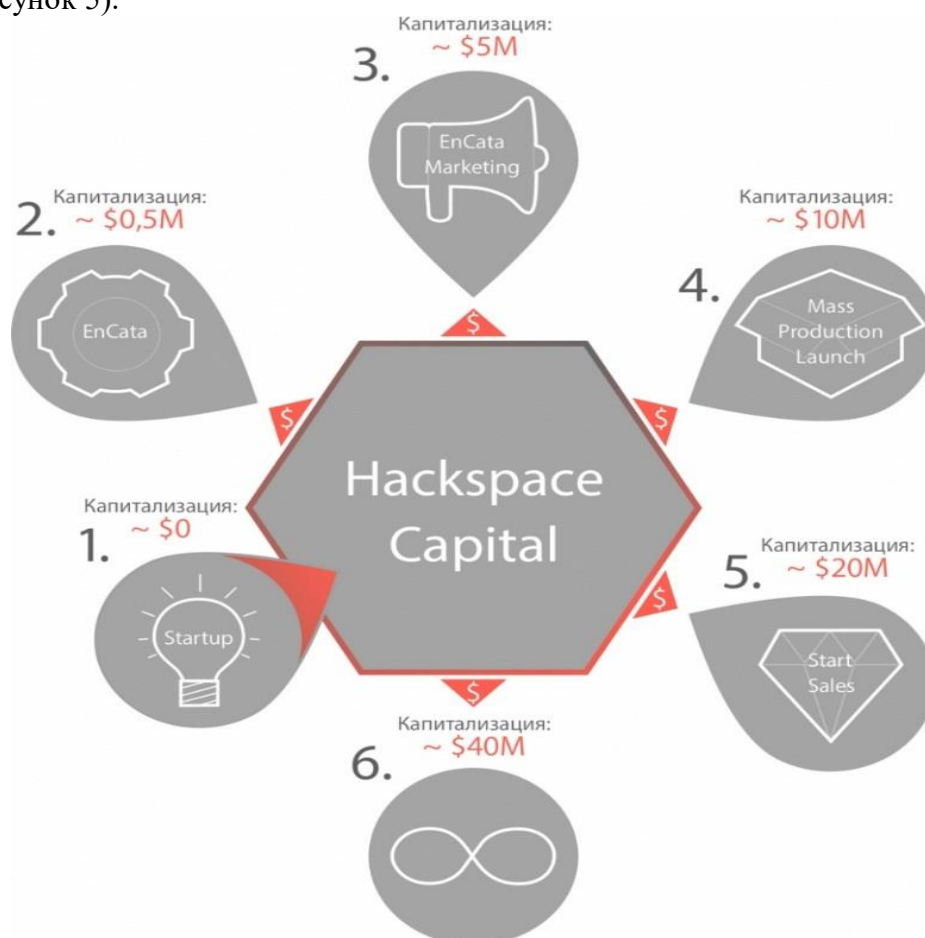 сунок 5).
Капитализация:
~ $5M
3.
EnCata
Marketing
Капитализация:
~ $0,5M
2.
EnCata
Капитализация:
~ $10M
4.
Mass
Production
Launch
$
$
$
Hackspace
Capital
Капитализация:
~ $0
1.
Startup
Капитализация:
~ $20M
5.
Start
Sales
$
$
Капитализация:
~ $40M
6.